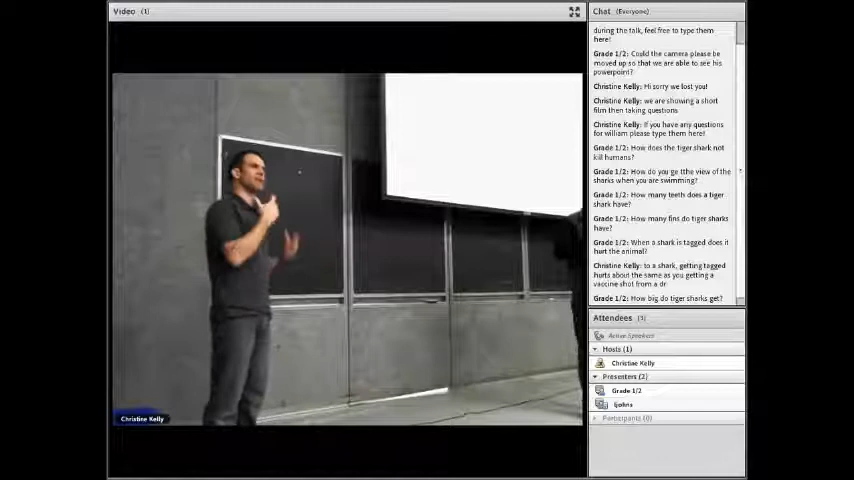 Video (1)
Chat (Everyone)
during the talk, feel free to type them
here!
Grade 1/2: Could the camera please be
moved up so that we are able to see his
powerpoint?
Christine Kelly: Hi sorry we lost you!
Christine Kelly: we are showing a short
film then taking questions
Christine Kelly: If you have any questions
for william please type them here!
Grade 1/2: How does the tiger shark not
kill humans?
Grade 1/2: How do you ge tthe view of the
sharks when you are swimming?
Grade 1/2: How many teeth does a tiger
shark have?
Grade 1/2: How many fins do tiger sharks
have?
Grade 1/2: When a shark is tagged does it
hurt the animal?
Christine Kelly: to a shark, getting tagged
hurts about the same as you getting a
vaccine shot from a dr
Grade 1/2: How big do tiger sharks get?
Attendees (3)
Active Speakers
Hosts (1)
Christine Kelly
Presenters (2)
Grade 1/2
ljohns
Participants (0)
Christine Kelly